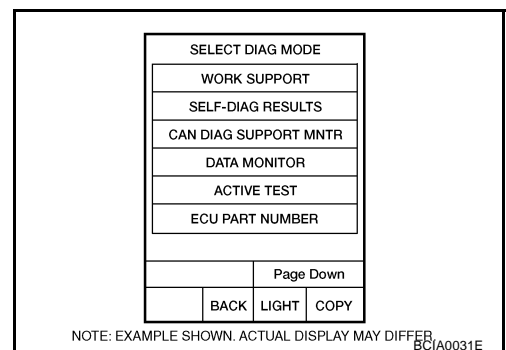 SELECT DIAG MODE
WORK SUPPORT
SELF-DIAG RESULTS
CAN DIAG SUPPORT MNTR
DATA MONITOR
ACTIVE TEST
ECU PART NUMBER
Page Down
BACK LIGHT COPY
NOTE: EXAMPLE SHOWN. ACTUAL DISPLAY MAY DIFFER.
BCIA0031E